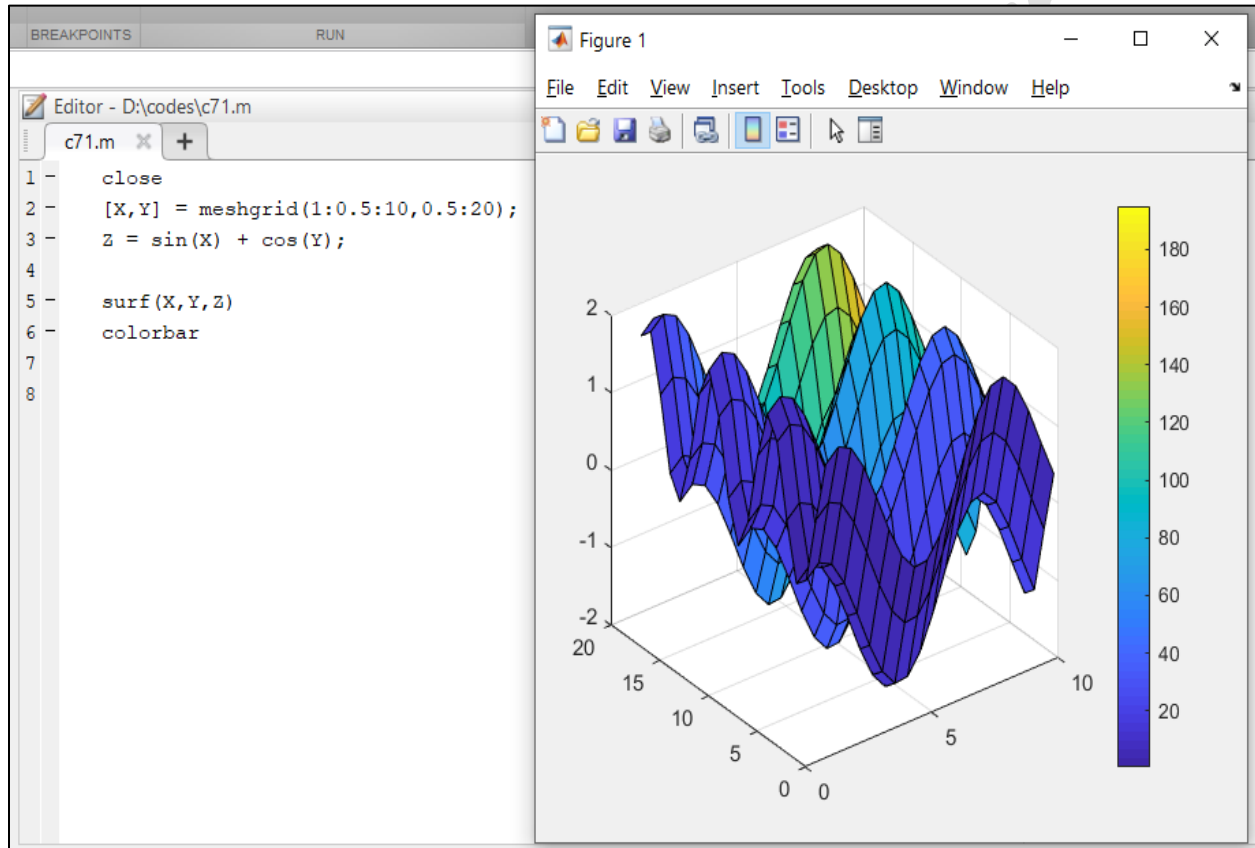 BREAKPOINTS RUN
Editor - D:\codes\c71.m
c71.m
1 close
2 [X,Y] = meshgrid(1:0.5:10,0.5:20);
3 Z = sin(X) + cos(Y);
4
5 surf(X,Y,Z)
6 colorbar
7
8
Figure 1
File Edit View Insert Tools Desktop Window Help
2
1
0
-1
-2
20
15
10
5
0
0
5
10
180
160
140
120
100
80
60
40
20